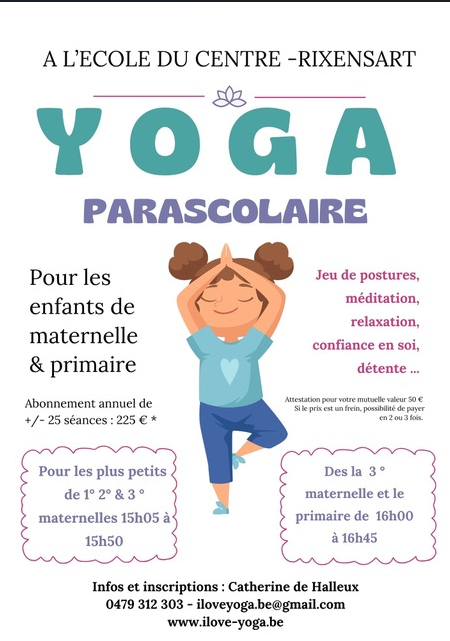 A L'ECOLE DU CENTRE -RIXENSART
YOGA
PARASCOLAIRE
Pour les
enfants de
maternelle
& primaire
Jeu de postures,
méditation,
relaxation,
confiance en soi,
détente ...
Abonnement annuel de
+/- 25 séances : 225 € *
Attestation pour votre mutuelle valeur 50 €
Si le prix est un frein, possibilité de payer
en 2 ou 3 fois.
Pour les plus petits
de 1° 2° & 3 °
maternelles 15h05 à
15h50
Des la 3 °
maternelle et le
primaire de 16h00
à 16h45
Infos et inscriptions : Catherine de Halleux
0479 312 303 - iloveyoga.be@gmail.com
www.ilove-yoga.be